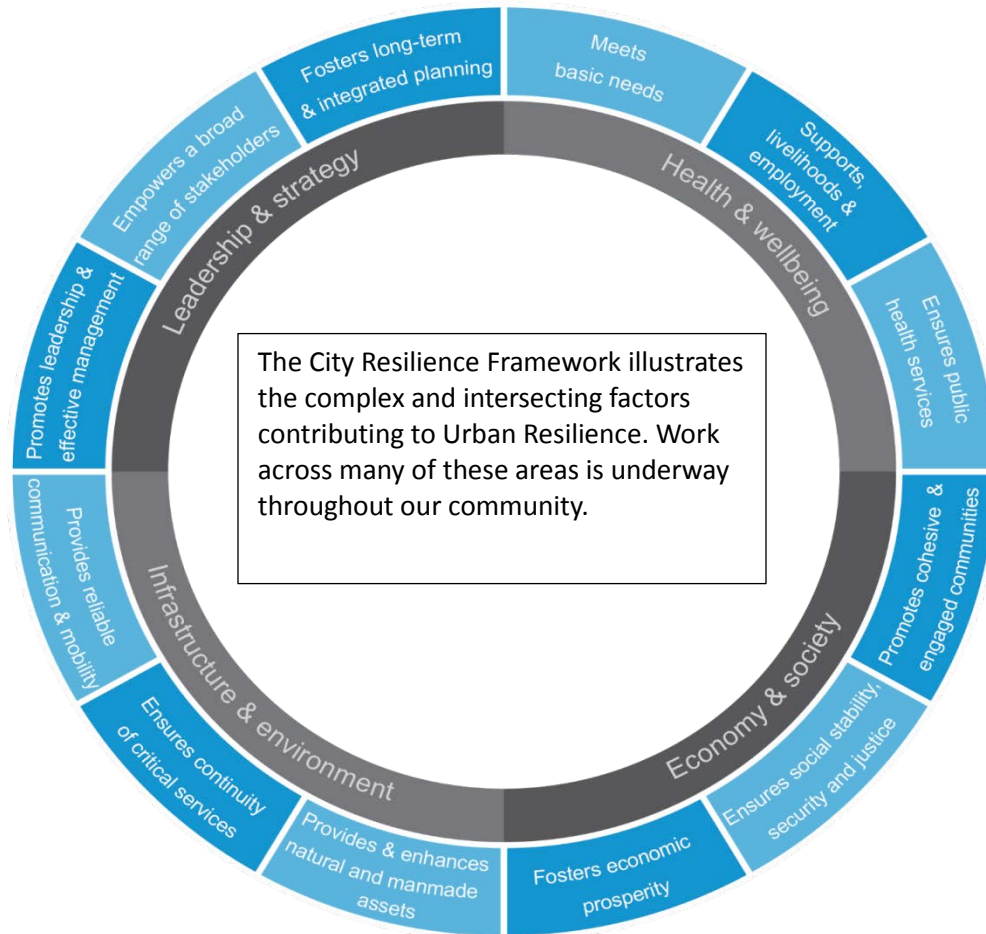 Fosters long-term
& integrated planning
Meets
basic needs
Supports,
livelihoods &
employment
Ensures public
health services
Promotes cohesive &
engaged communities
Ensures social stability,
security and justice
Fosters economic
prosperity
Provides & enhances
natural and manmade
assets
Ensures continuity
of critical services
Provides reliable
communication & mobility
Promotes leadership &
effective management
Empowers a broad
range of stakeholders
Leadership & strategy
Health & wellbeing
Economy & society
Infrastructure & environment
The City Resilience Framework illustrates
the complex and intersecting factors
contributing to Urban Resilience. Work
across many of these areas is underway
throughout our community.